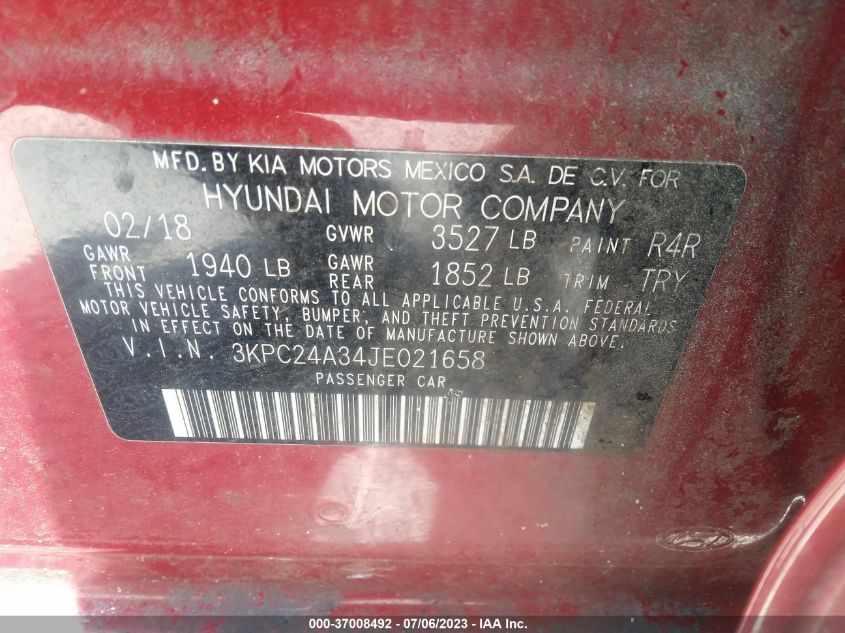 MFD. BY KIA MOTORS MEXICO S.A. DE C.V. FOR
HYUNDAI MOTOR COMPANY
02/18 GVWR 3527 LB PAINT R4R
GAWR FRONT 1940 LB GAWR REAR 1852 LB TRIM TRY
THIS VEHICLE CONFORMS TO ALL APPLICABLE U.S.A. FEDERAL
MOTOR VEHICLE SAFETY, BUMPER, AND THEFT PREVENTION STANDARDS
IN EFFECT ON THE DATE OF MANUFACTURE SHOWN ABOVE.
V.I.N. 3KPC24A34JE021658
PASSENGER CAR
000-37008492 - 07/06/2023 - IAA Inc.